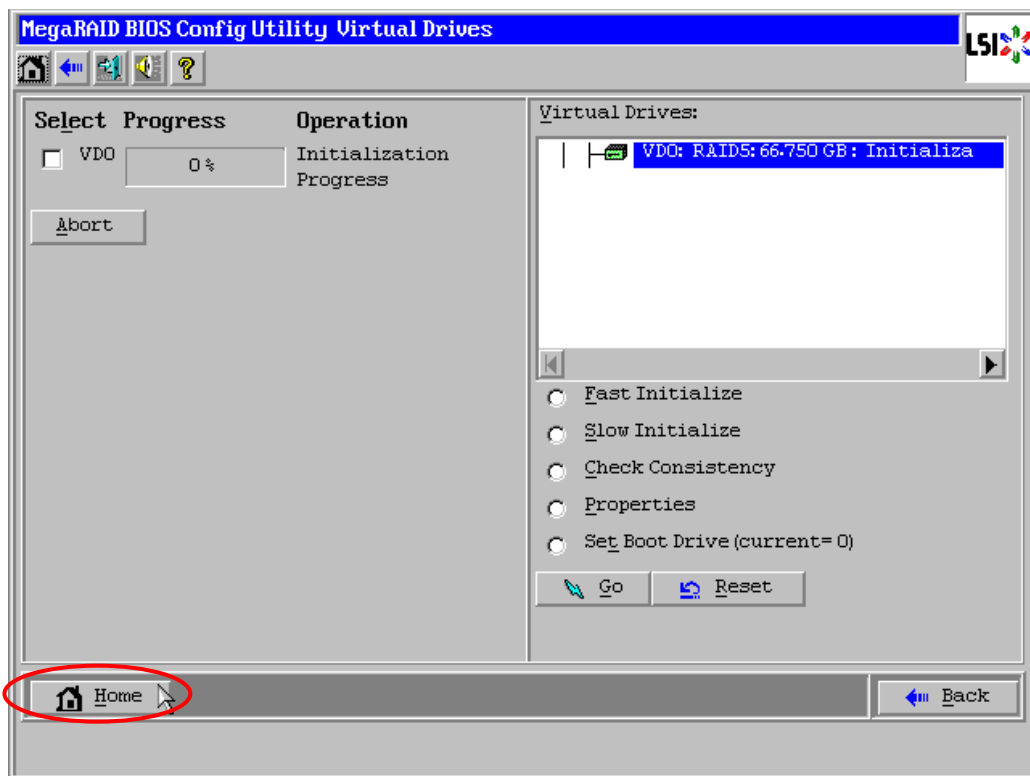 MegaRAID BIOS Config Utility Virtual Drives
LSI
?
Select Progress Operation
VD0 0% Initialization
Progress
Abort
Virtual Drives:
VD0: RAID5: 66.750 GB: Initializa
Fast Initialize
Slow Initialize
Check Consistency
Properties
Set Boot Drive (current= 0)
Go Reset
Home Back